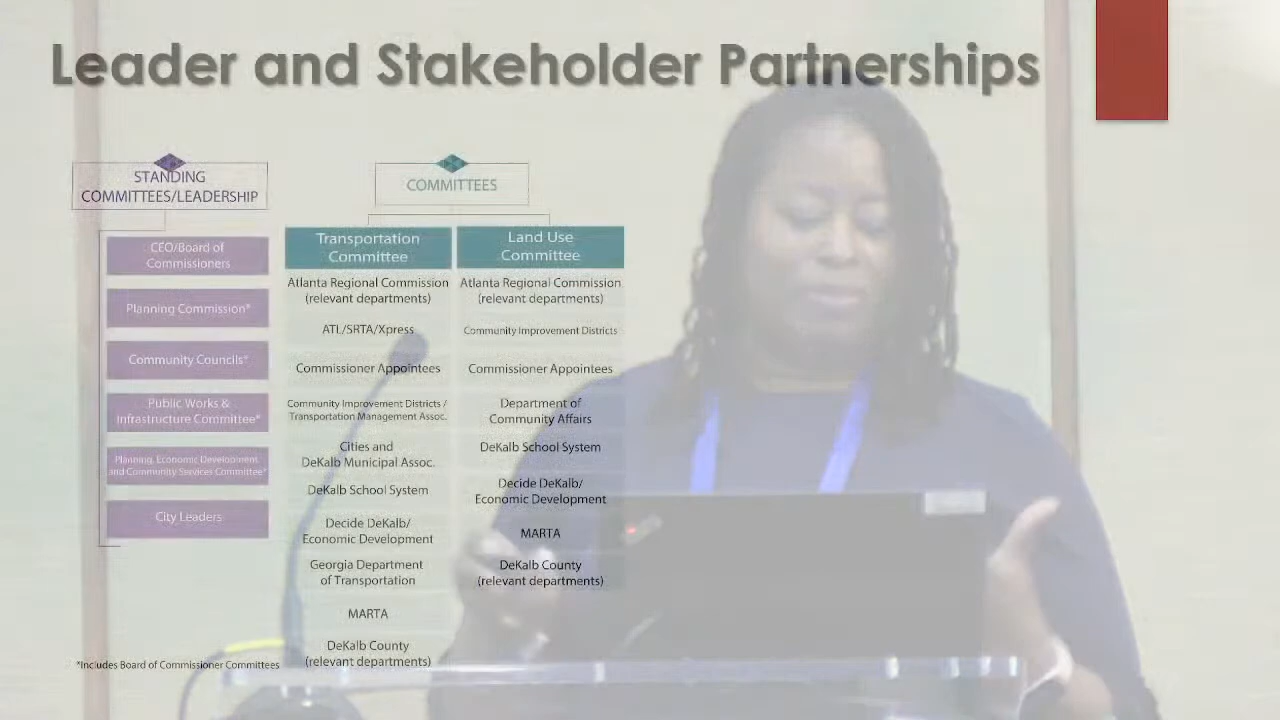 Leader and Stakeholder Partnerships
STANDING
COMMITTEES/LEADERSHIP
CEO/Board of
Commissioners
Planning Commission*
Community Councils*
Public Works &
Infrastructure Committee*
Planning, Economic Development
and Community Services Committee*
City Leaders
*Includes Board of Commissioner Committees
COMMITTEES
Transportation
Committee
Atlanta Regional Commission
(relevant departments)
ATL/SRTA/Xpress
Commissioner Appointees
Community Improvement Districts /
Transportation Management Assoc.
Cities and
DeKalb Municipal Assoc.
DeKalb School System
Decide DeKalb/
Economic Development
Georgia Department
of Transportation
MARTA
DeKalb County
(relevant departments)
Land Use
Committee
Atlanta Regional Commission
(relevant departments)
Community Improvement Districts
Commissioner Appointees
Department of
Community Affairs
DeKalb School System
Decide DeKalb/
Economic Development
MARTA
DeKalb County
(relevant departments)